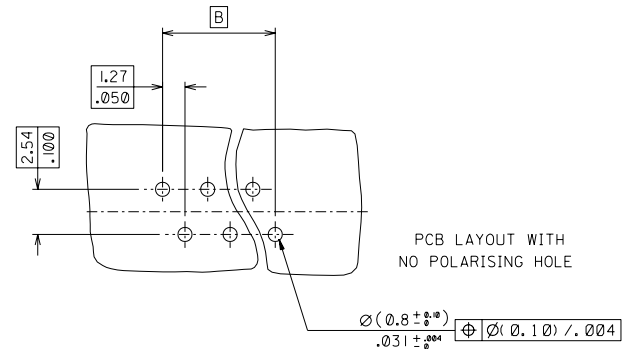 B
1.27
.050
2.54
.100
PCB LAYOUT WITH
NO POLARISING HOLE
Ø(0.8 +0.10 -0)
.031 +.004 -0
⌖ Ø(0.10)/.004